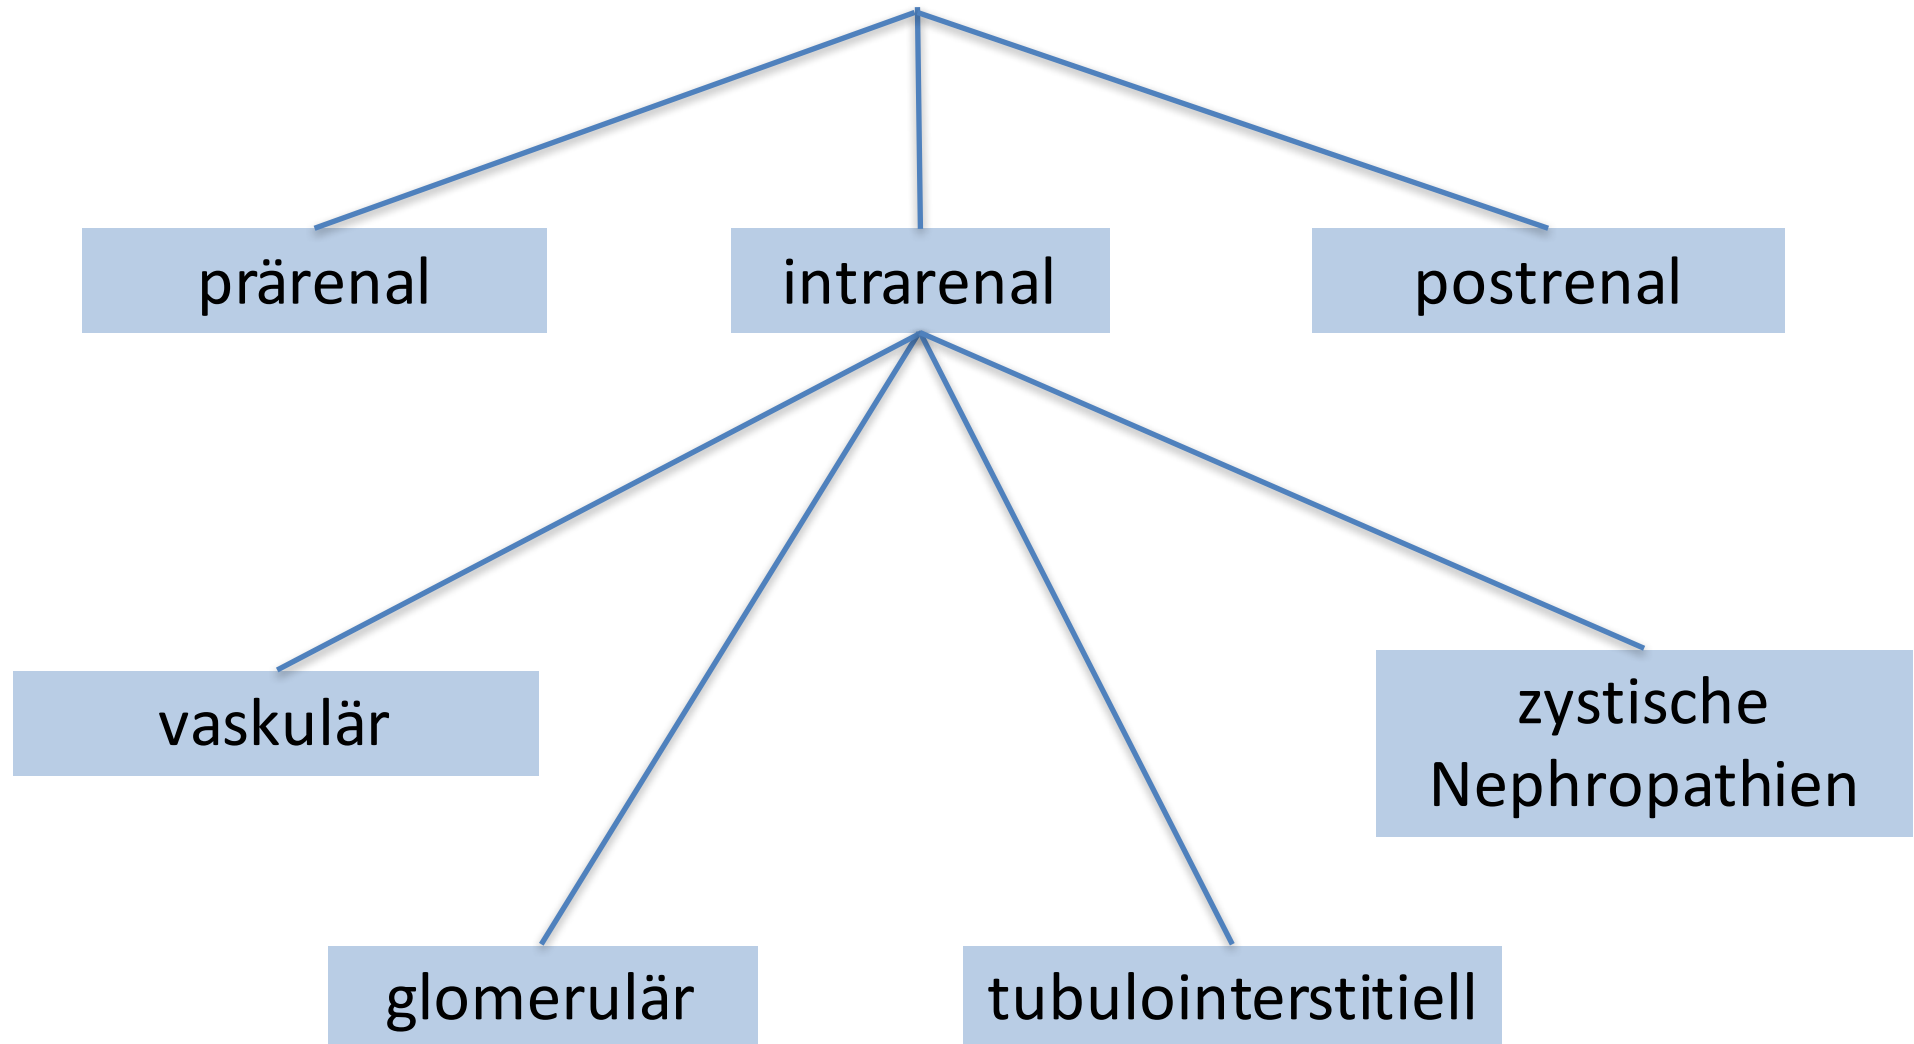 prärenal
intrarenal
postrenal
vaskulär
zystische
Nephropathien
glomerulär
tubulointerstitiell